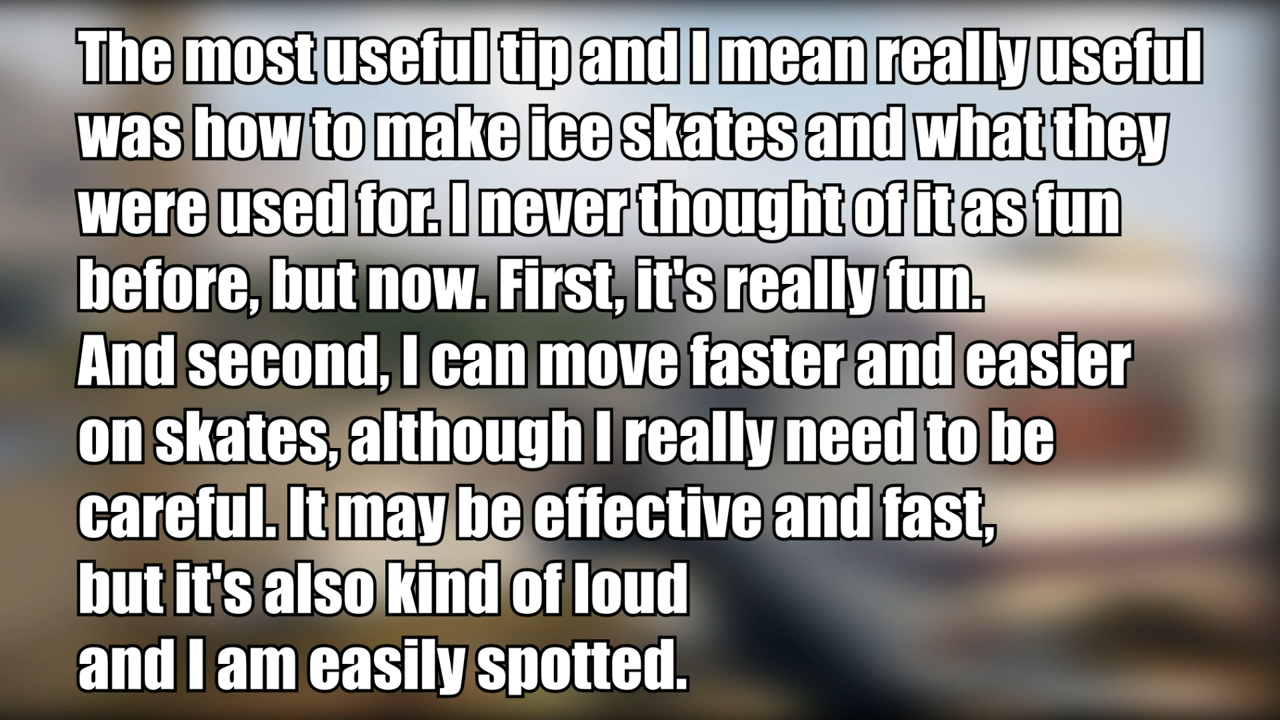 The most useful tip and I mean really useful
was how to make ice skates and what they
were used for. I never thought of it as fun
before, but now. First, it's really fun.
And second, I can move faster and easier
on skates, although I really need to be
careful. It may be effective and fast,
but it's also kind of loud
and I am easily spotted.